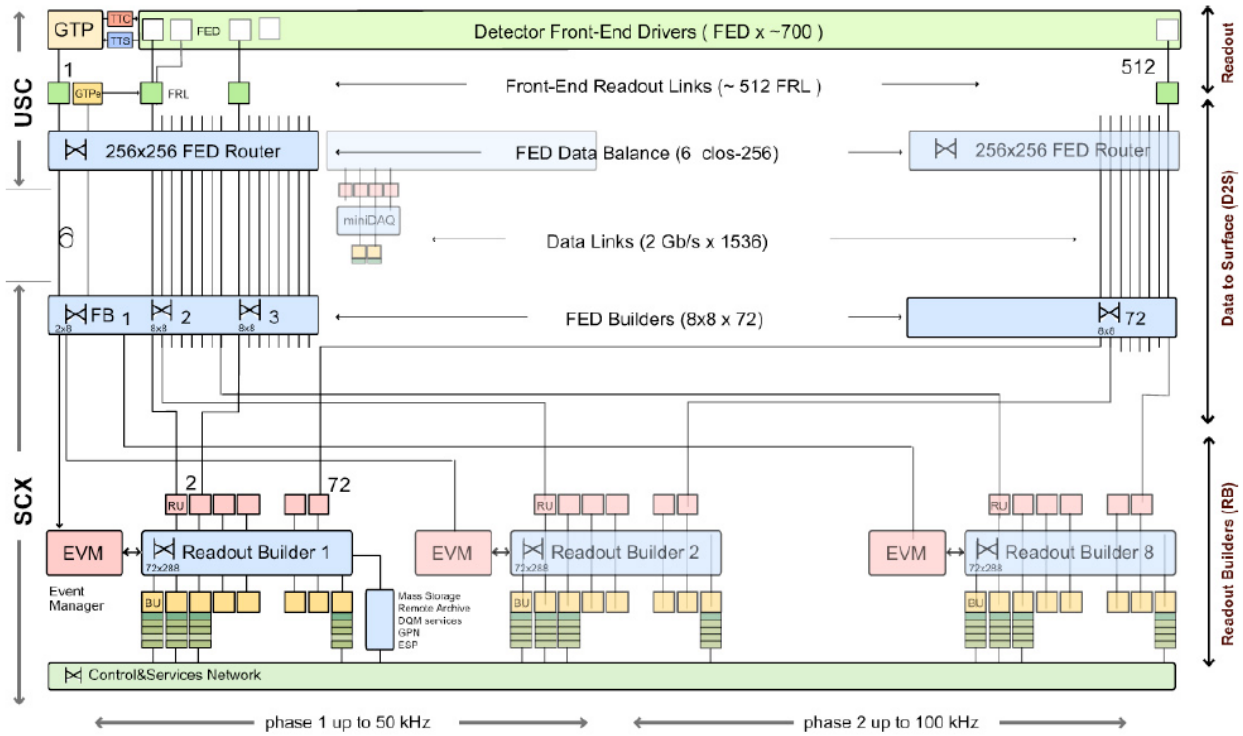 GTP
TTC
TTS
FED
Detector Front-End Drivers ( FED x ~700 )
Readout
1
512
GTPe
FRL
Front-End Readout Links (~ 512 FRL )
USC
256x256 FED Router
FED Data Balance (6 clos-256)
256x256 FED Router
miniDAQ
6
Data Links (2 Gb/s x 1536)
Data to Surface (D2S)
FB 1
2x8
2
8x8
3
8x8
FED Builders (8x8 x 72)
72
8x8
SCX
2
72
RU
RU
RU
EVM
Readout Builder 1
72x288
EVM
Readout Builder 2
72x288
EVM
Readout Builder 8
72x288
Readout Builders (RB)
Event
Manager
BU
BU
BU
Mass Storage
Remote Archive
DQM services
GPN
ESP
Control&Services Network
phase 1 up to 50 kHz
phase 2 up to 100 kHz